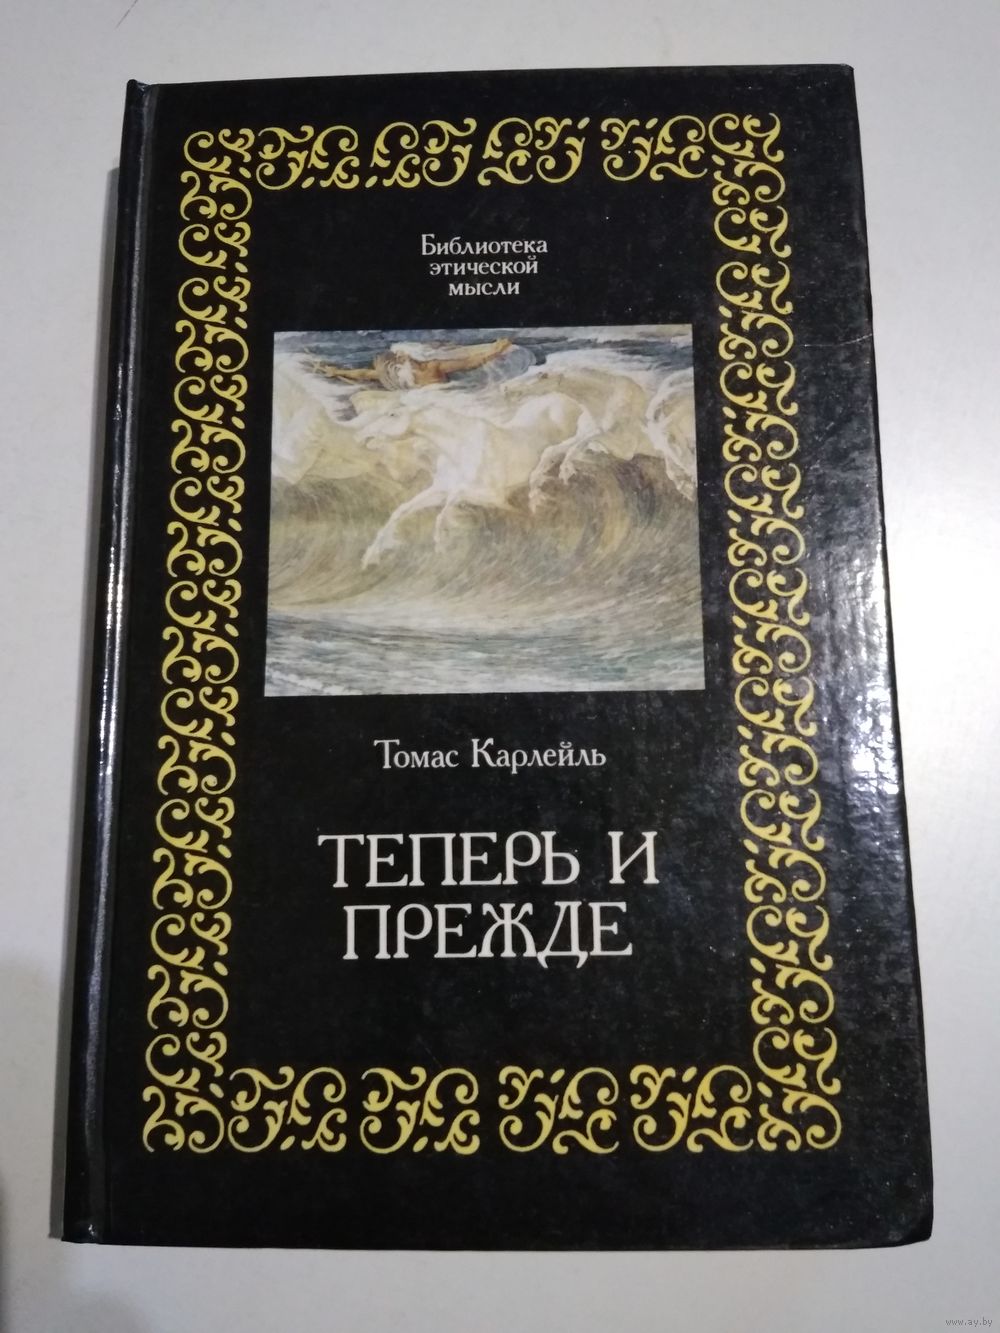 Библиотека
этической
мысли
Томас Карлейль
ТЕПЕРЬ И
ПРЕЖДЕ
www.ay.by